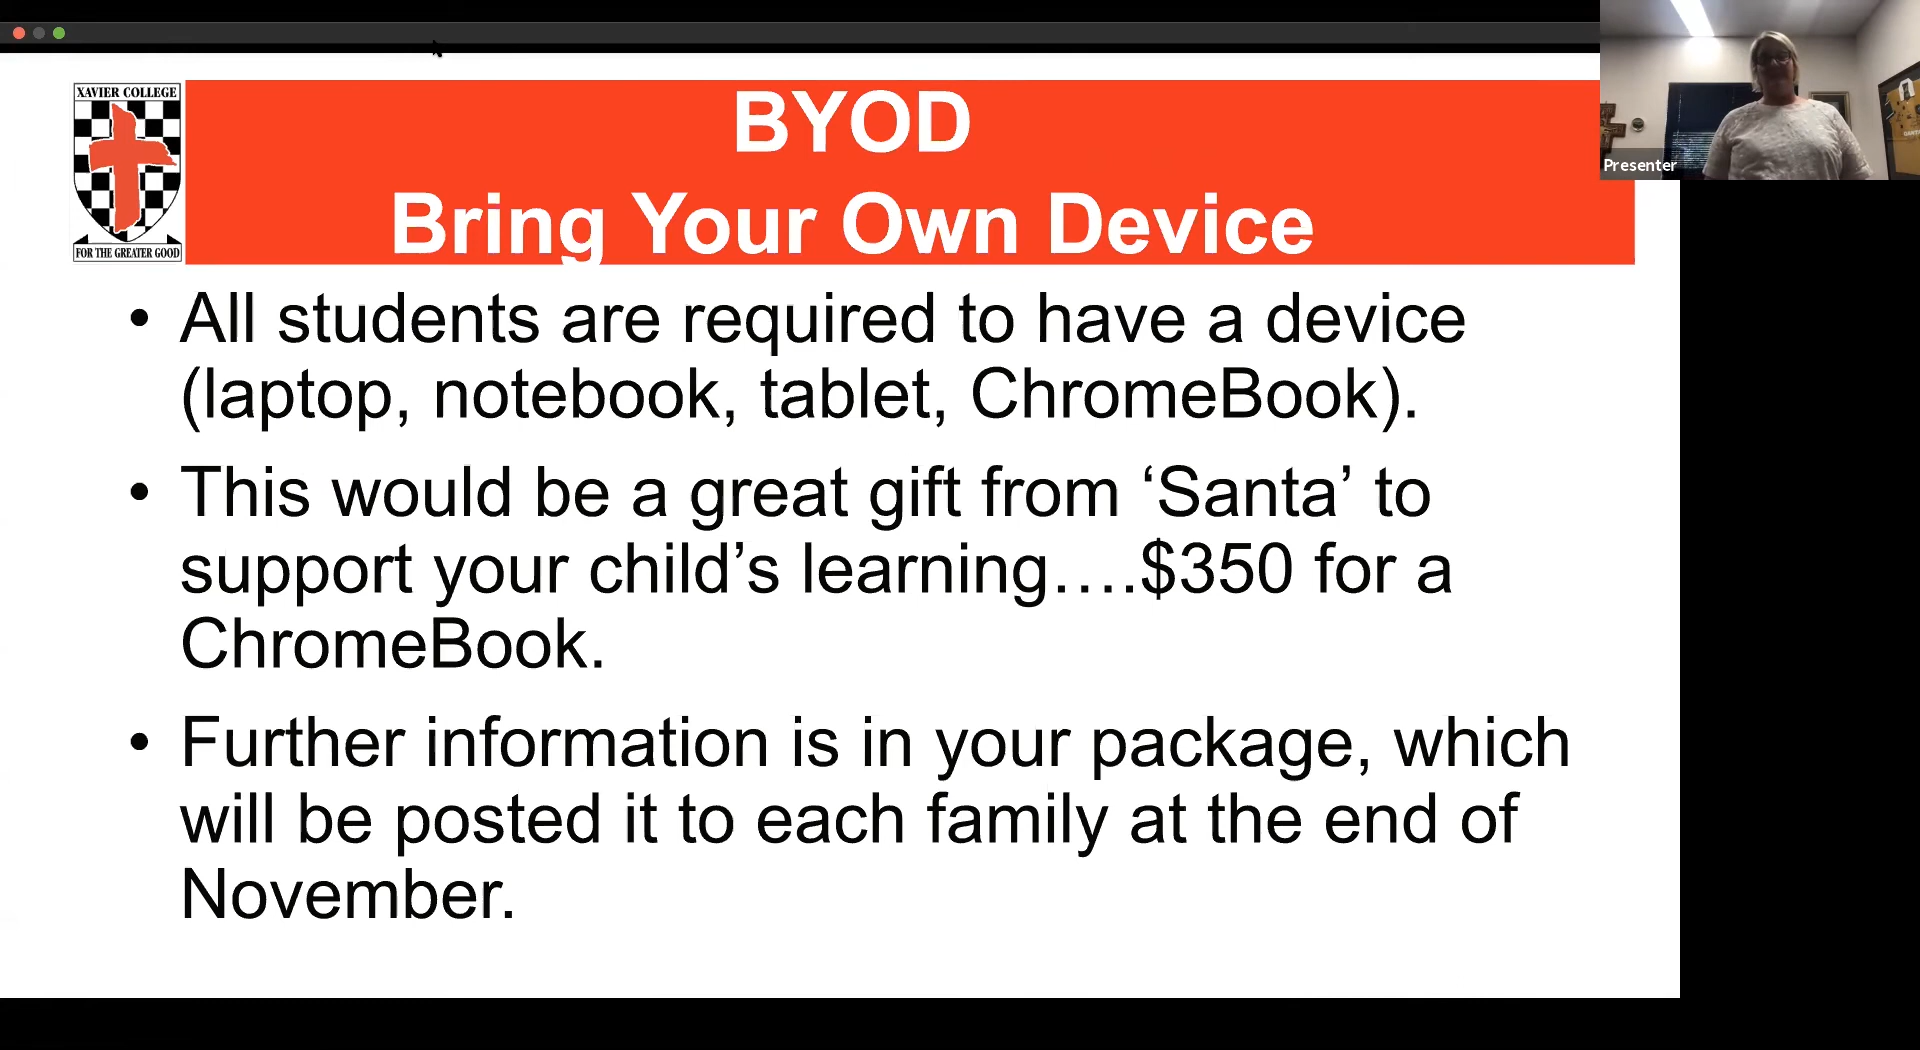 XAVIER COLLEGE
FOR THE GREATER GOOD
BYOD
Bring Your Own Device
Presenter
• All students are required to have a device
(laptop, notebook, tablet, ChromeBook).
• This would be a great gift from ‘Santa’ to
support your child’s learning….$350 for a
ChromeBook.
• Further information is in your package, which
will be posted it to each family at the end of
November.